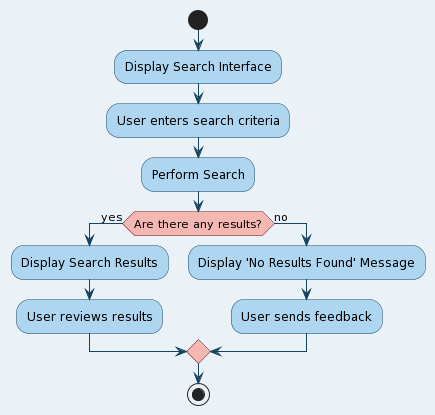 Display Search Interface
User enters search criteria
Perform Search
yes
Are there any results?
no
Display Search Results
Display 'No Results Found' Message
User reviews results
User sends feedback